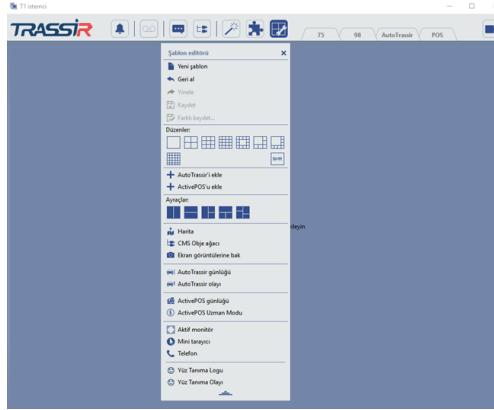 T1 istemci
TRASSIR
75
98
AutoTrassir
POS
Şablon editörü
Yeni şablon
Geri al
Yinele
Kaydet
Farklı kaydet...
Düzenler:
AutoTrassir'i ekle
ActivePOS'u ekle
Ayraçlar:
Harita
deyin
CMS Obje ağacı
Ekran görüntülerine bak
AutoTrassir günlüğü
AutoTrassir olayı
ActivePOS günlüğü
ActivePOS Uzman Modu
Aktif monitör
Mini tarayıcı
Telefon
Yüz Tanıma Logu
Yüz Tanıma Olayı